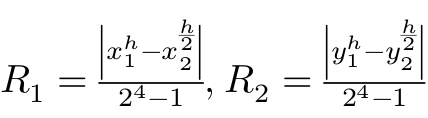 $R_1 = \frac{\left|x_1^h - x_2^{\frac{h}{2}}\right|}{2^4 - 1}, R_2 = \frac{\left|y_1^h - y_2^{\frac{h}{2}}\right|}{2^4 - 1}$